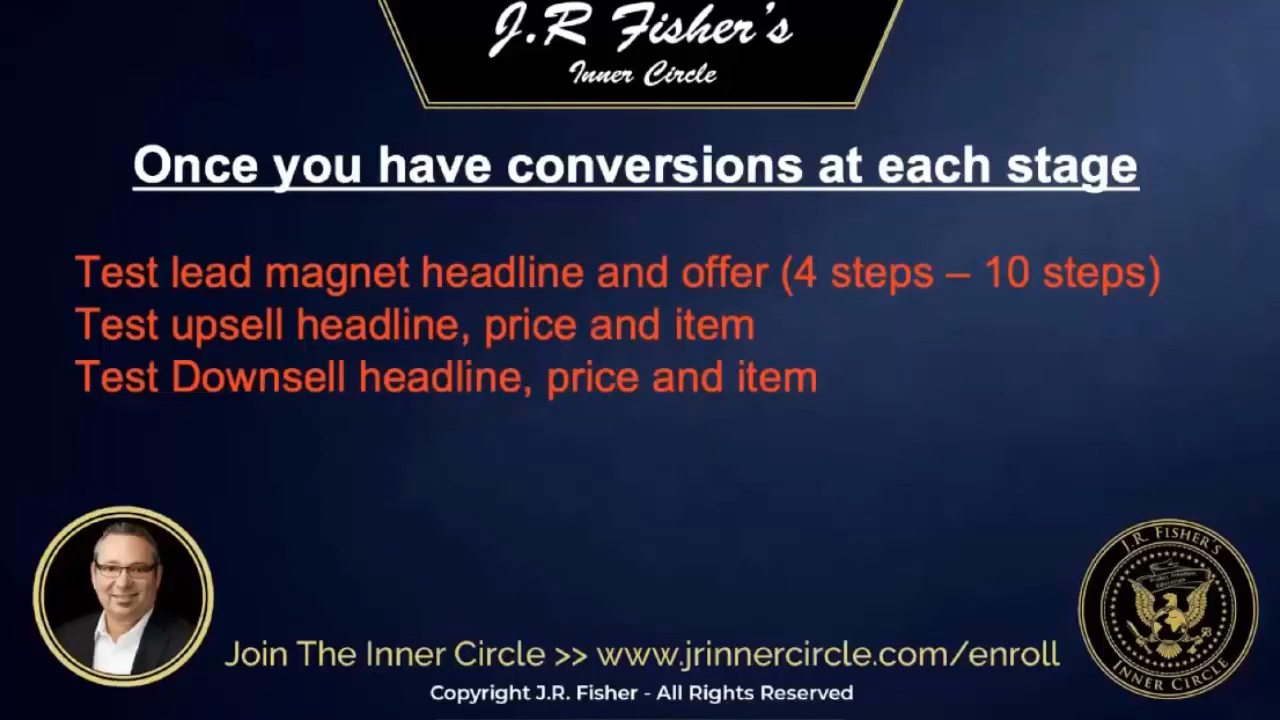 J.R Fisher's
Inner Circle
Once you have conversions at each stage
Test lead magnet headline and offer (4 steps – 10 steps)
Test upsell headline, price and item
Test Downsell headline, price and item
J.R. FISHER'S
INNER CIRCLE
Join The Inner Circle >> www.jrinnercircle.com/enroll
Copyright J.R. Fisher - All Rights Reserved